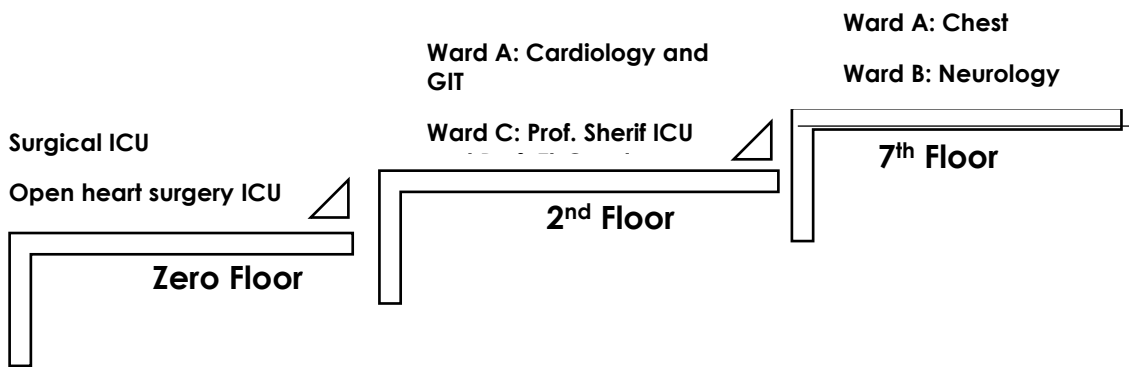 Surgical ICU
Open heart surgery ICU
Zero Floor
Ward A: Cardiology and
GIT
Ward C: Prof. Sherif ICU
2nd Floor
Ward A: Chest
Ward B: Neurology
7th Floor